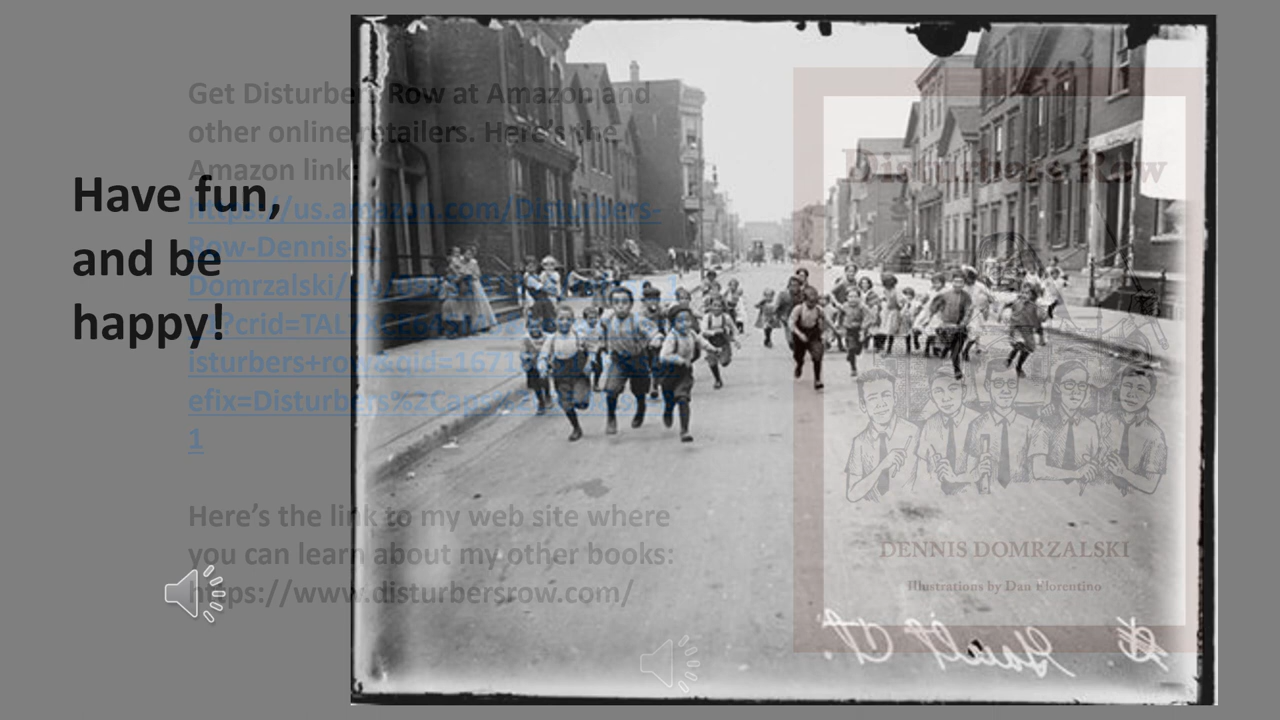 Have fun,
and be
happy!
Get Disturbers Row at Amazon and
other online retailers. Here's the
Amazon link:
https://us.amazon.com/Disturbers-
Row-Dennis-
Domrzalski/
isturbers+row&qid=
efix=Disturbers%2Caps
1
Here's the link to my web site where
you can learn about my other books:
https://www.disturbersrow.com/
Disturbers Row
DENNIS DOMRZALSKI
Illustrations by Dan Florentino